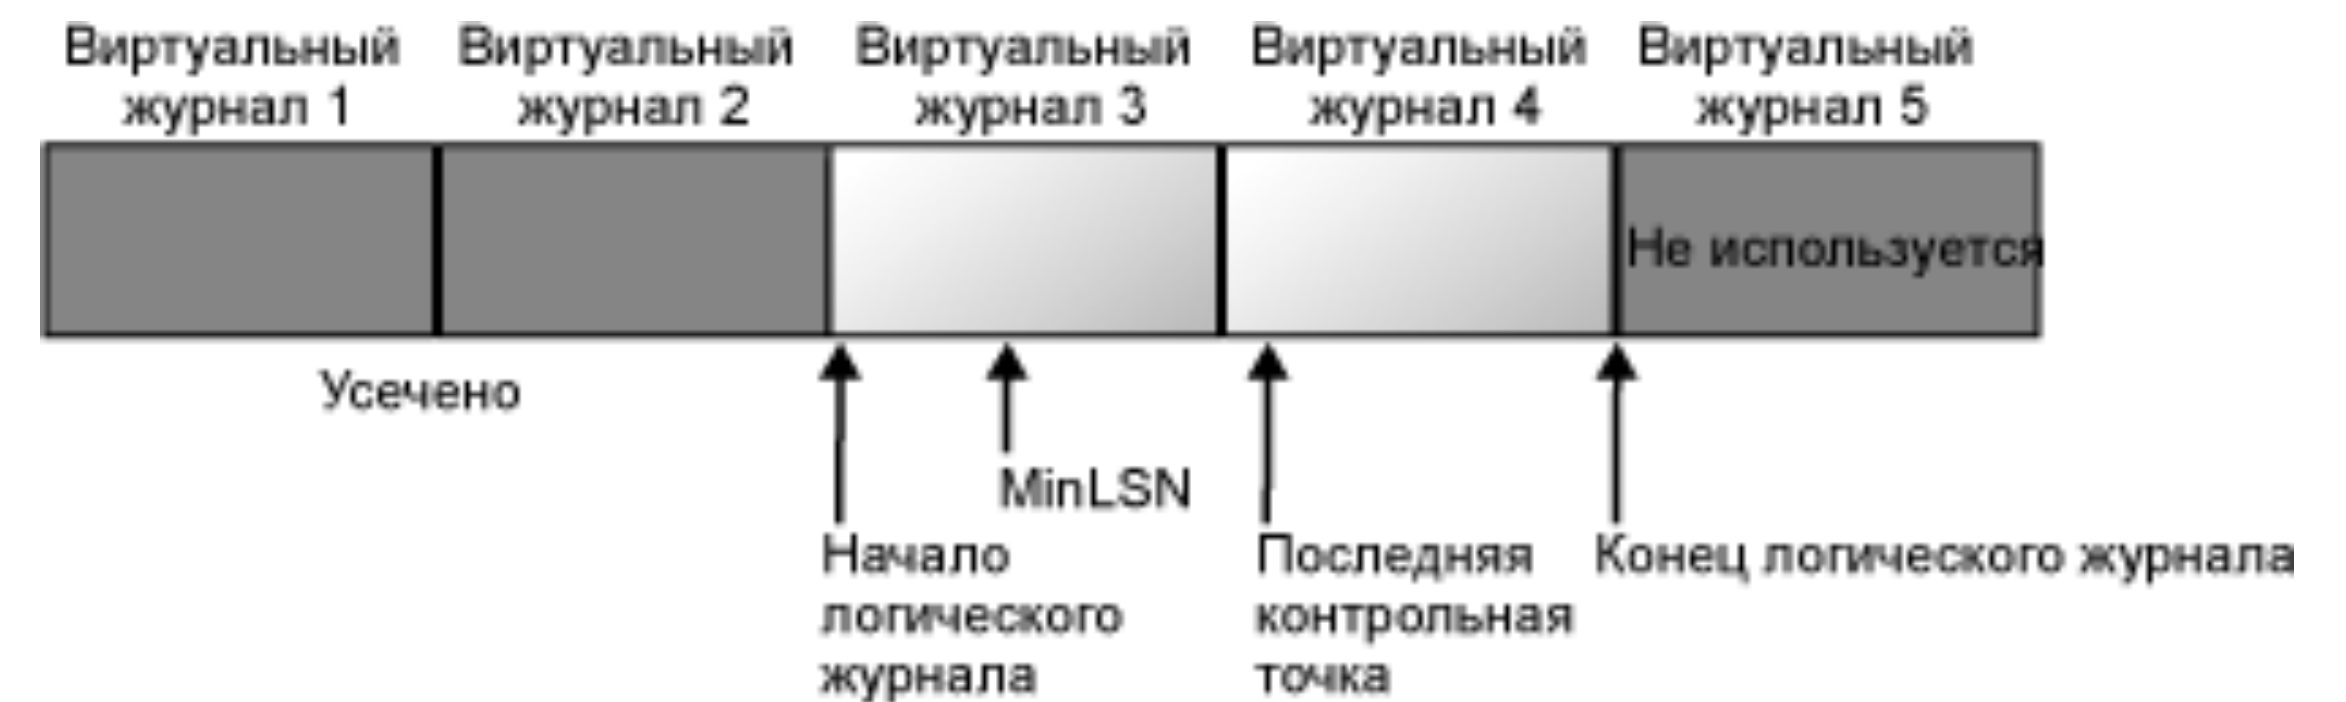 Виртуальный
журнал 1
Виртуальный
журнал 2
Виртуальный
журнал 3
Виртуальный
журнал 4
Виртуальный
журнал 5
Не используется
Усечено
MinLSN
Начало
логического
журнала
Последняя
контрольная
точка
Конец логического журнала